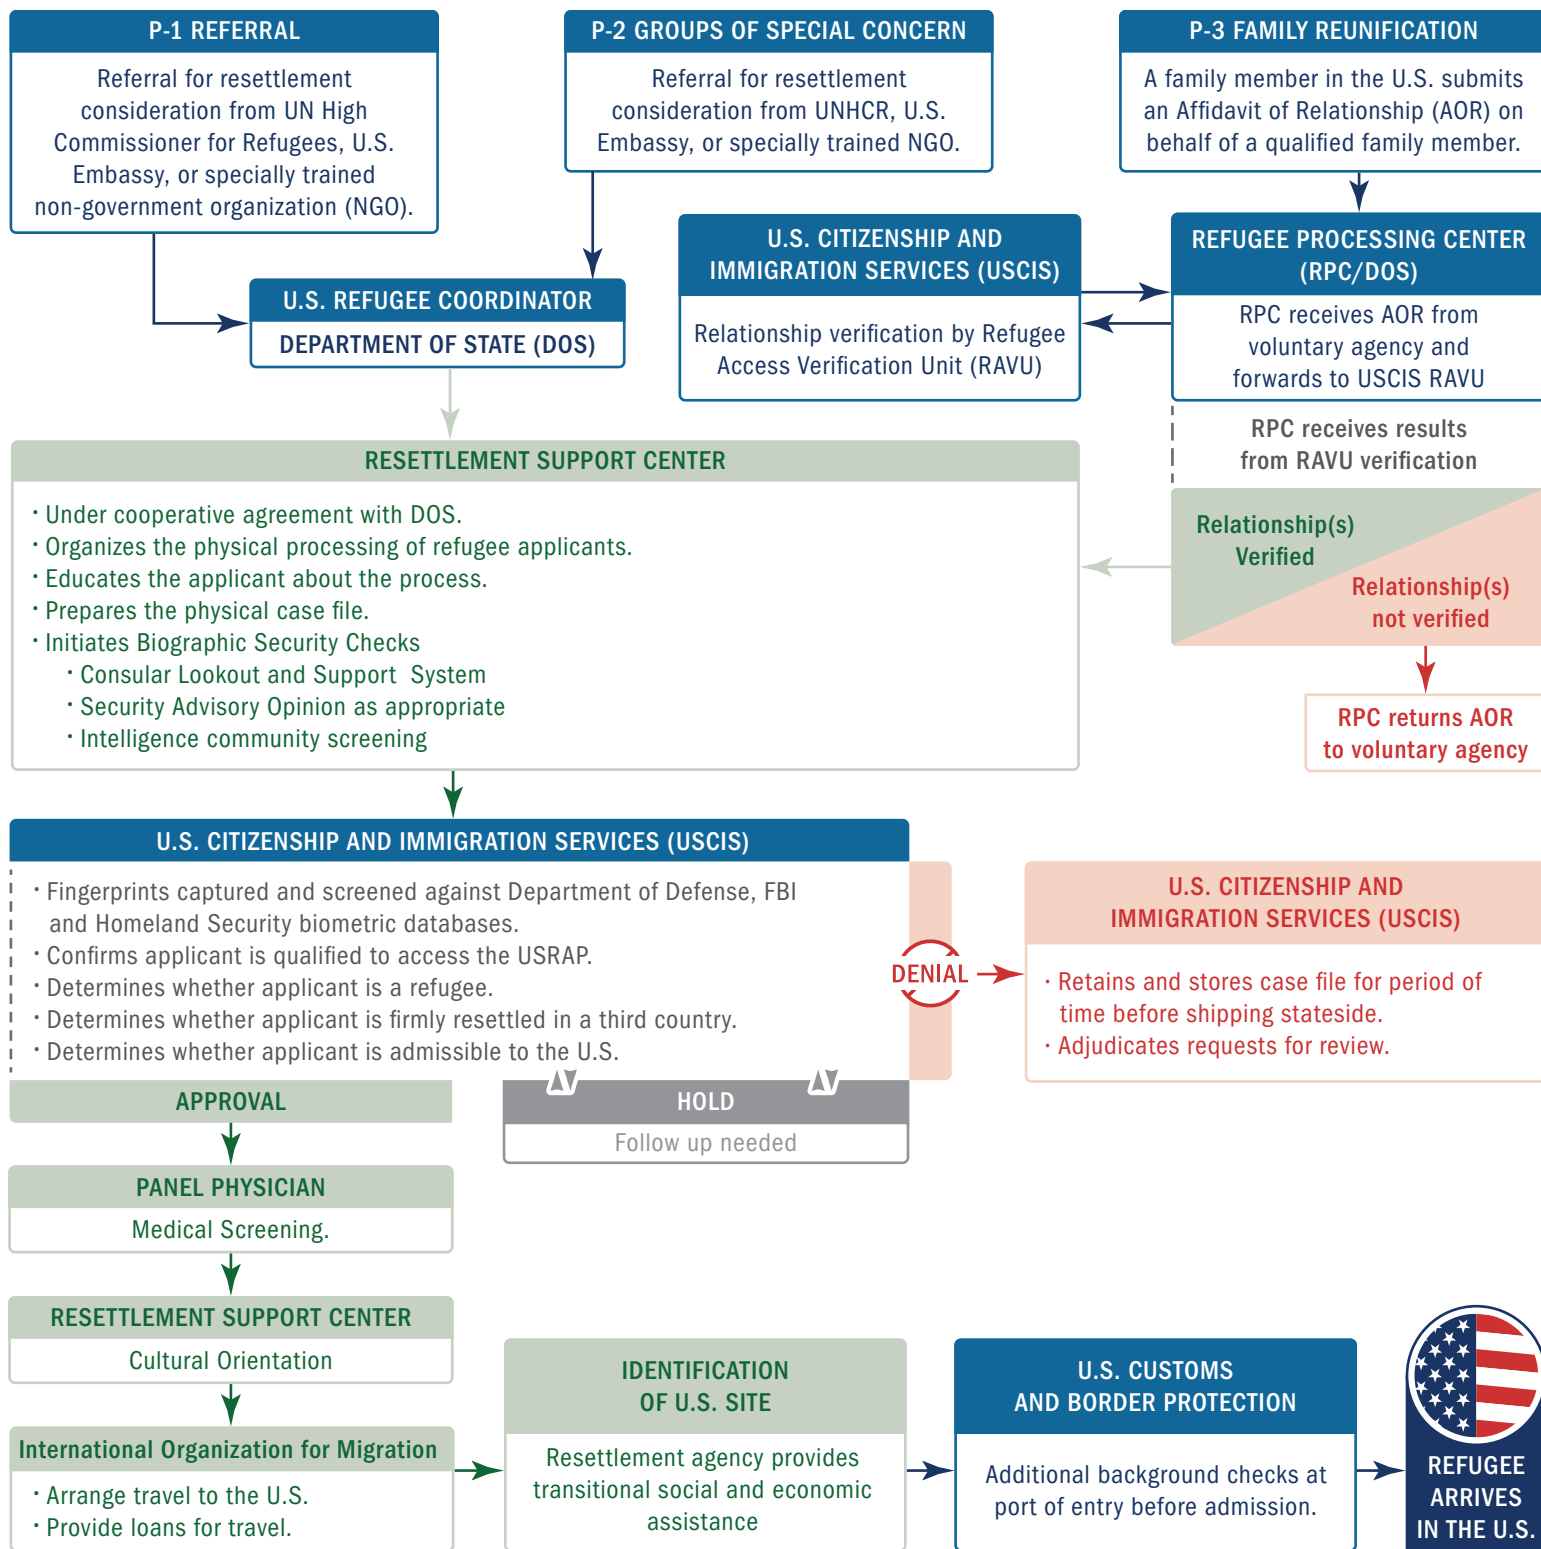 P-1 REFERRAL
Referral for resettlement
consideration from UN High
Commissioner for Refugees, U.S.
Embassy, or specially trained
non-government organization (NGO).
P-2 GROUPS OF SPECIAL CONCERN
Referral for resettlement
consideration from UNHCR, U.S.
Embassy, or specially trained NGO.
P-3 FAMILY REUNIFICATION
A family member in the U.S. submits
an Affidavit of Relationship (AOR) on
behalf of a qualified family member.
U.S. REFUGEE COORDINATOR
DEPARTMENT OF STATE (DOS)
U.S. CITIZENSHIP AND
IMMIGRATION SERVICES (USCIS)
Relationship verification by Refugee
Access Verification Unit (RAVU)
REFUGEE PROCESSING CENTER
(RPC/DOS)
RPC receives AOR from
voluntary agency and
forwards to USCIS RAVU
RPC receives results
from RAVU verification
Relationship(s)
Verified
Relationship(s)
not verified
RPC returns AOR
to voluntary agency
RESETTLEMENT SUPPORT CENTER
· Under cooperative agreement with DOS.
· Organizes the physical processing of refugee applicants.
· Educates the applicant about the process.
· Prepares the physical case file.
· Initiates Biographic Security Checks
· Consular Lookout and Support System
· Security Advisory Opinion as appropriate
· Intelligence community screening
U.S. CITIZENSHIP AND IMMIGRATION SERVICES (USCIS)
· Fingerprints captured and screened against Department of Defense, FBI
and Homeland Security biometric databases.
· Confirms applicant is qualified to access the USRAP.
· Determines whether applicant is a refugee.
· Determines whether applicant is firmly resettled in a third country.
· Determines whether applicant is admissible to the U.S.
DENIAL
U.S. CITIZENSHIP AND
IMMIGRATION SERVICES (USCIS)
· Retains and stores case file for period of
time before shipping stateside.
· Adjudicates requests for review.
APPROVAL
HOLD
Follow up needed
PANEL PHYSICIAN
Medical Screening.
RESETTLEMENT SUPPORT CENTER
Cultural Orientation
International Organization for Migration
· Arrange travel to the U.S.
· Provide loans for travel.
IDENTIFICATION
OF U.S. SITE
Resettlement agency provides
transitional social and economic
assistance
U.S. CUSTOMS
AND BORDER PROTECTION
Additional background checks at
port of entry before admission.
REFUGEE
ARRIVES
IN THE U.S.